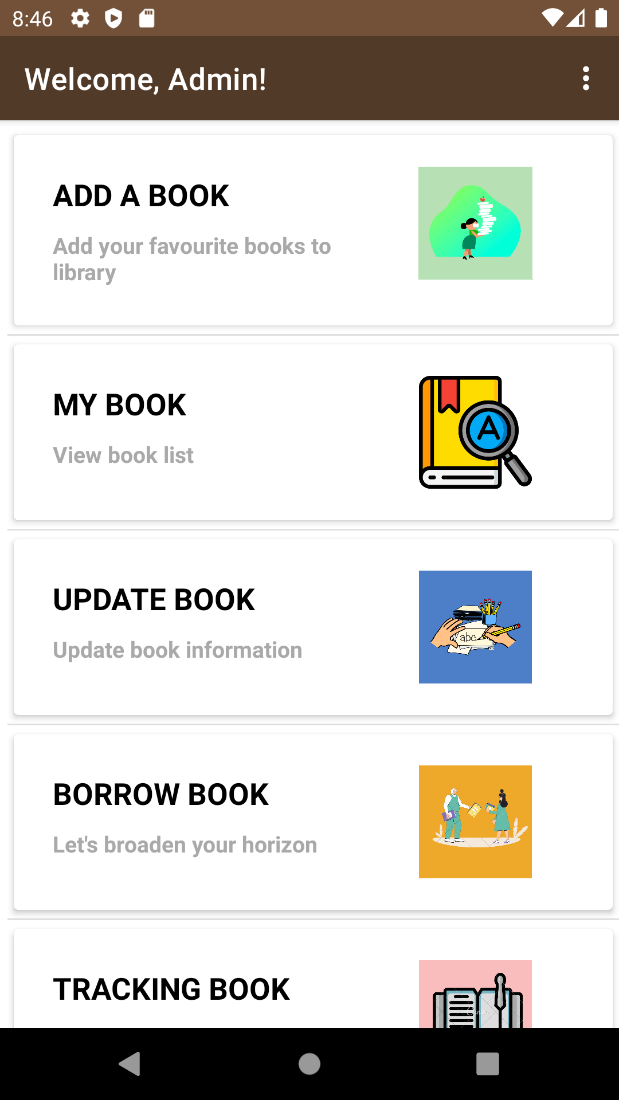 8:46
Welcome, Admin!
ADD A BOOK
Add your favourite books to
library
MY BOOK
View book list
A
UPDATE BOOK
Update book information
abc
BORROW BOOK
Let's broaden your horizon
TRACKING BOOK